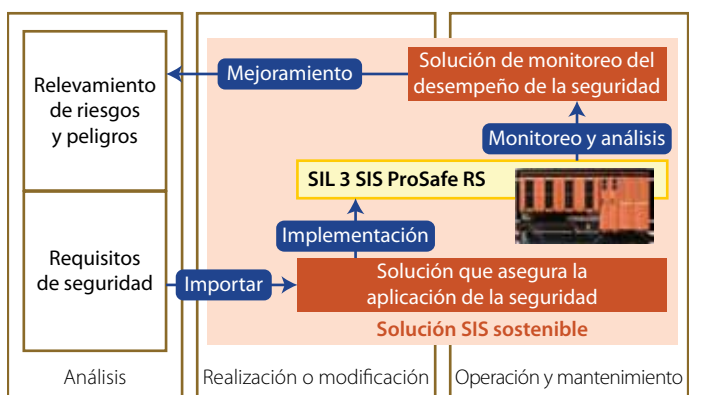 Relevamiento
de riesgos
y peligros
Mejoramiento
Solución de monitoreo del
desempeño de la seguridad
Monitoreo y análisis
SIL 3 SIS ProSafe RS
Implementación
Requisitos
de seguridad
Importar
Solución que asegura la
aplicación de la seguridad
Solución SIS sostenible
Análisis
Realización o modificación
Operación y mantenimiento